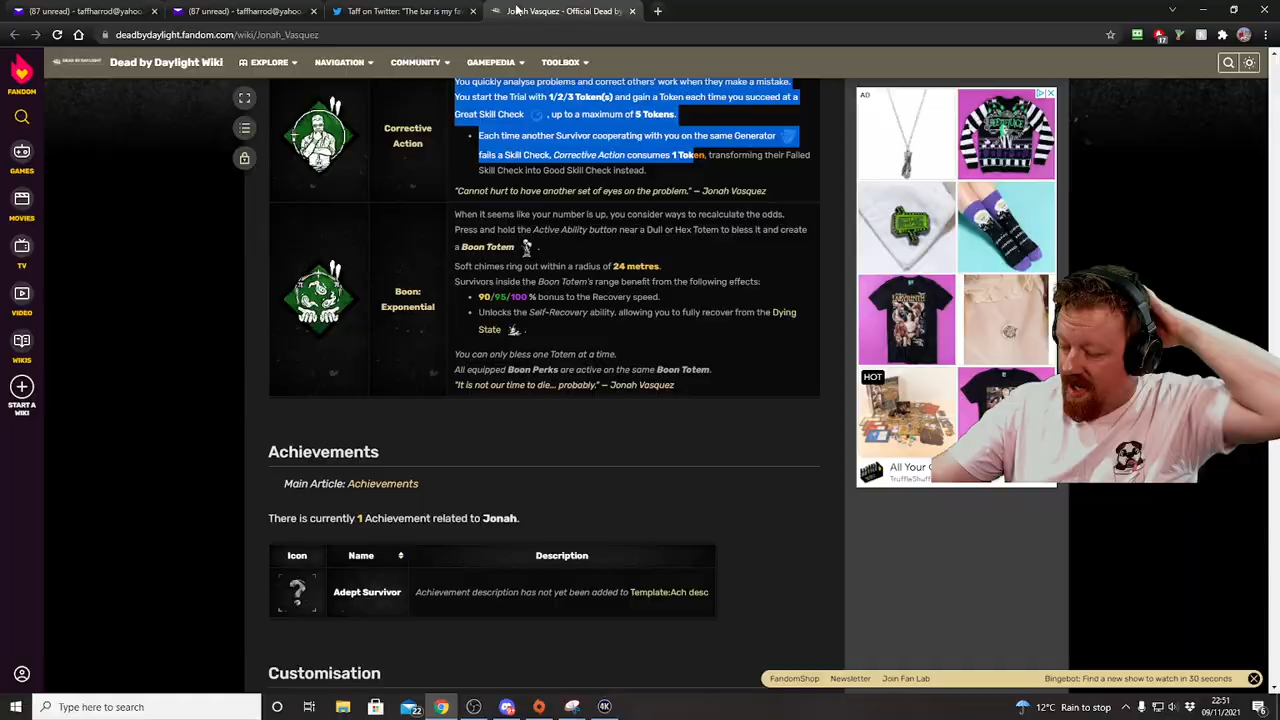 (87 unread) - taffharrod@yahoo
(87 unread) - taffharrod@yahoo
Taff on Twitter: "The bar is my f
Jonah Vasquez - Official Dead by
deadbydaylight.fandom.com/wiki/Jonah_Vasquez
17
FANDOM
GAMES
MOVIES
TV
VIDEO
WIKIS
START A
WIKI
DEAD BY DAYLIGHT
Dead by Daylight Wiki
EXPLORE
NAVIGATION
COMMUNITY
GAMEPEDIA
TOOLBOX
Corrective
Action
You quickly analyse problems and correct others' work when they make a mistake.
You start the Trial with 1/2/3 Token(s) and gain a Token each time you succeed at a
Great Skill Check , up to a maximum of 5 Tokens.
Each time another Survivor cooperating with you on the same Generator
fails a Skill Check, Corrective Action consumes 1 Token, transforming their Failed
Skill Check into Good Skill Check instead.
"Cannot hurt to have another set of eyes on the problem." — Jonah Vasquez
Boon:
Exponential
When it seems like your number is up, you consider ways to recalculate the odds.
Press and hold the Active Ability button near a Dull or Hex Totem to bless it and create
a Boon Totem .
Soft chimes ring out within a radius of 24 metres.
Survivors inside the Boon Totem's range benefit from the following effects:
90/95/100 % bonus to the Recovery speed.
Unlocks the Self-Recovery ability, allowing you to fully recover from the Dying
State .
You can only bless one Totem at a time.
All equipped Boon Perks are active on the same Boon Totem.
"It is not our time to die... probably." — Jonah Vasquez
Achievements
Main Article: Achievements
There is currently 1 Achievement related to Jonah.
Icon
Name
Description
Adept Survivor
Achievement description has not yet been added to Template:Ach desc
Customisation
AD
HOT
All Your
FandomShop
Newsletter
Join Fan Lab
Bingebot: Find a new show to watch in 30 seconds
Type here to search
22
4K
12°C Rain to stop
22:51
09/11/2021